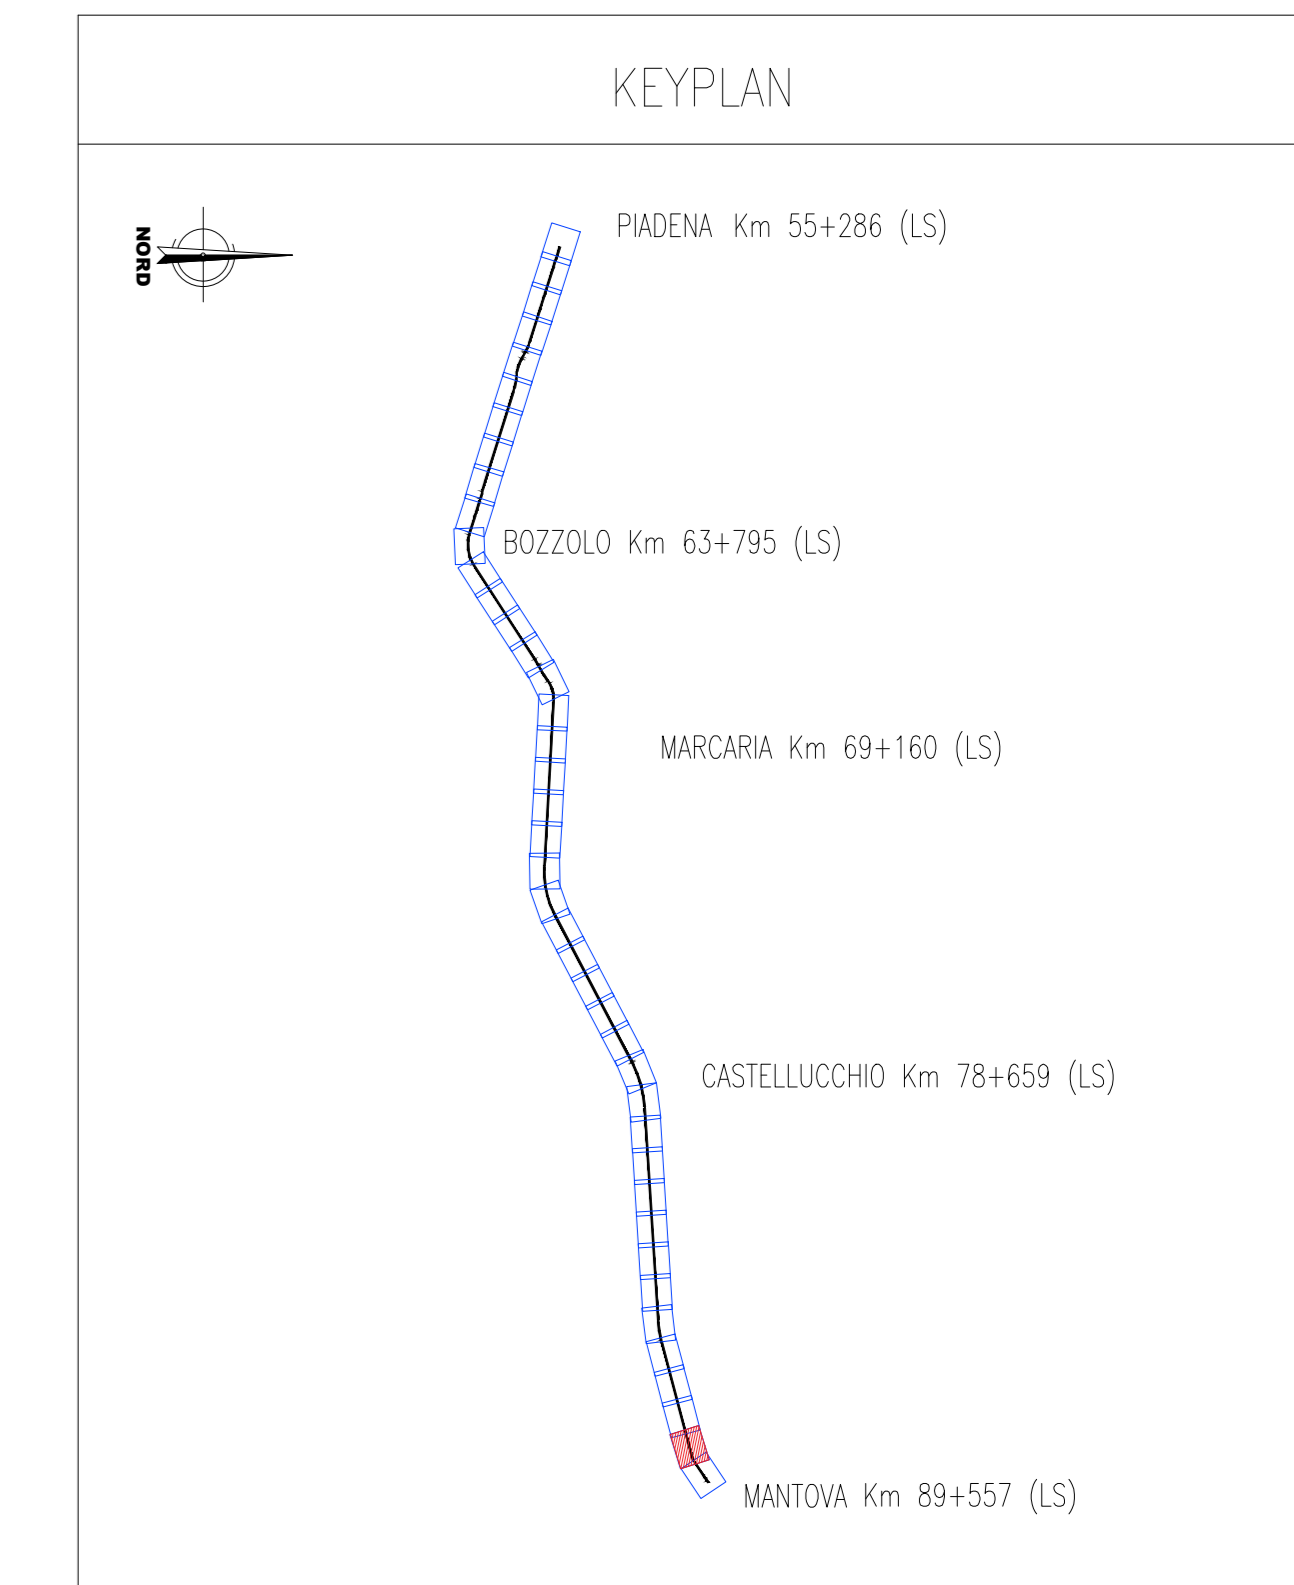 KEYPLAN
NORD
PIADENA Km 55+286 (LS)
BOZZOLO Km 63+795 (LS)
MARCARIA Km 69+160 (LS)
CASTELLUCCHIO Km 78+659 (LS)
MANTOVA Km 89+557 (LS)